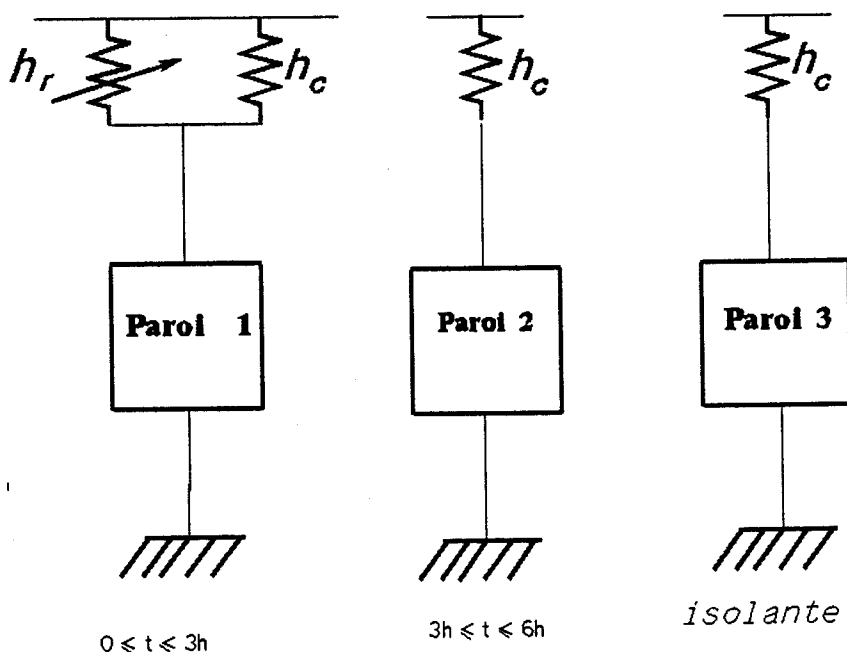 h_r
h_c
h_c
h_c
Paroi 1
Paroi 2
Paroi 3
isolante
0 ≤ t ≤ 3h
3h ≤ t ≤ 6h